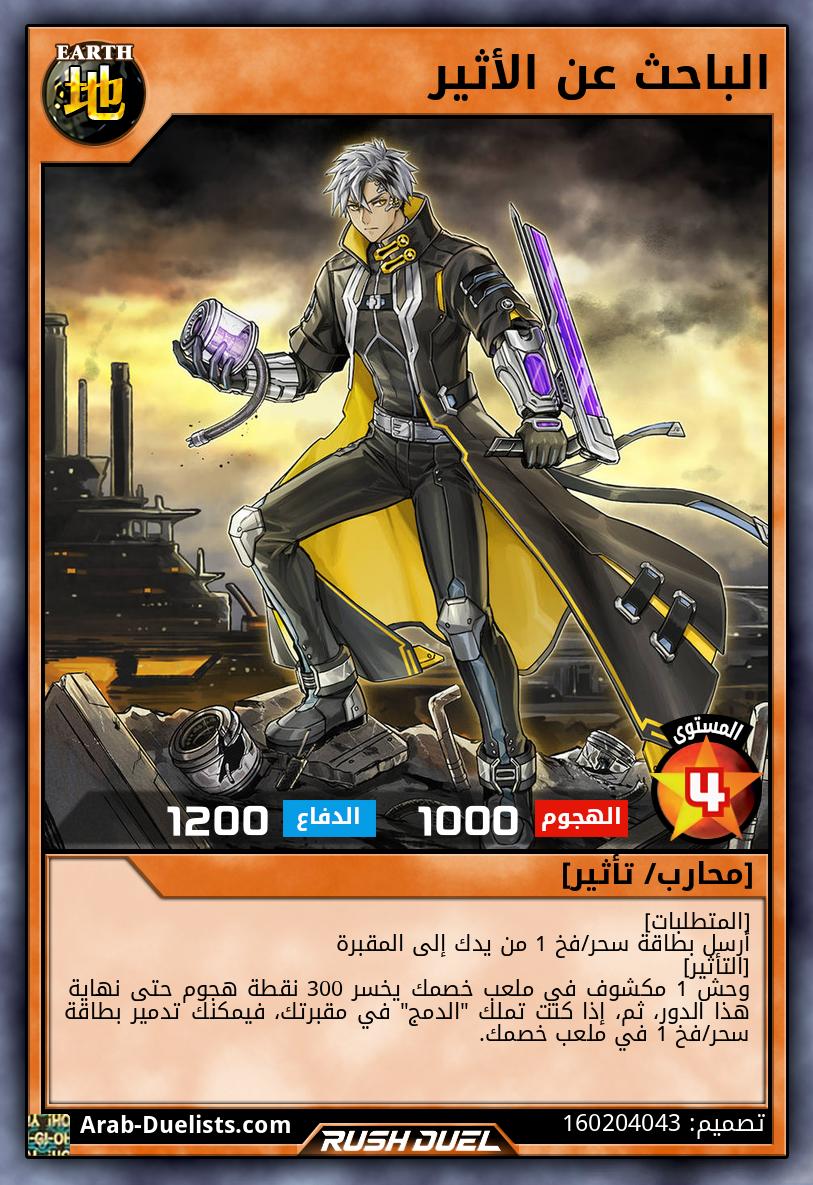 EARTH
地
الباحث عن الأثير
المستوى
4
الهجوم 1000 الدفاع 1200
[محارب/ تأثير]
[المتطلبات]
أرسل بطاقة سحر/فخ 1 من يدك إلى المقبرة
[التأثير]
وحش 1 مكشوف في ملعب خصمك يخسر 300 نقطة هجوم حتى نهاية
هذا الدور، ثم، إذا كنت تملك "الدمج" في مقبرتك، فيمكنك تدمير بطاقة
سحر/فخ 1 في ملعب خصمك.
تصميم: 160204043
Arab-Duelists.com
RUSH DUEL